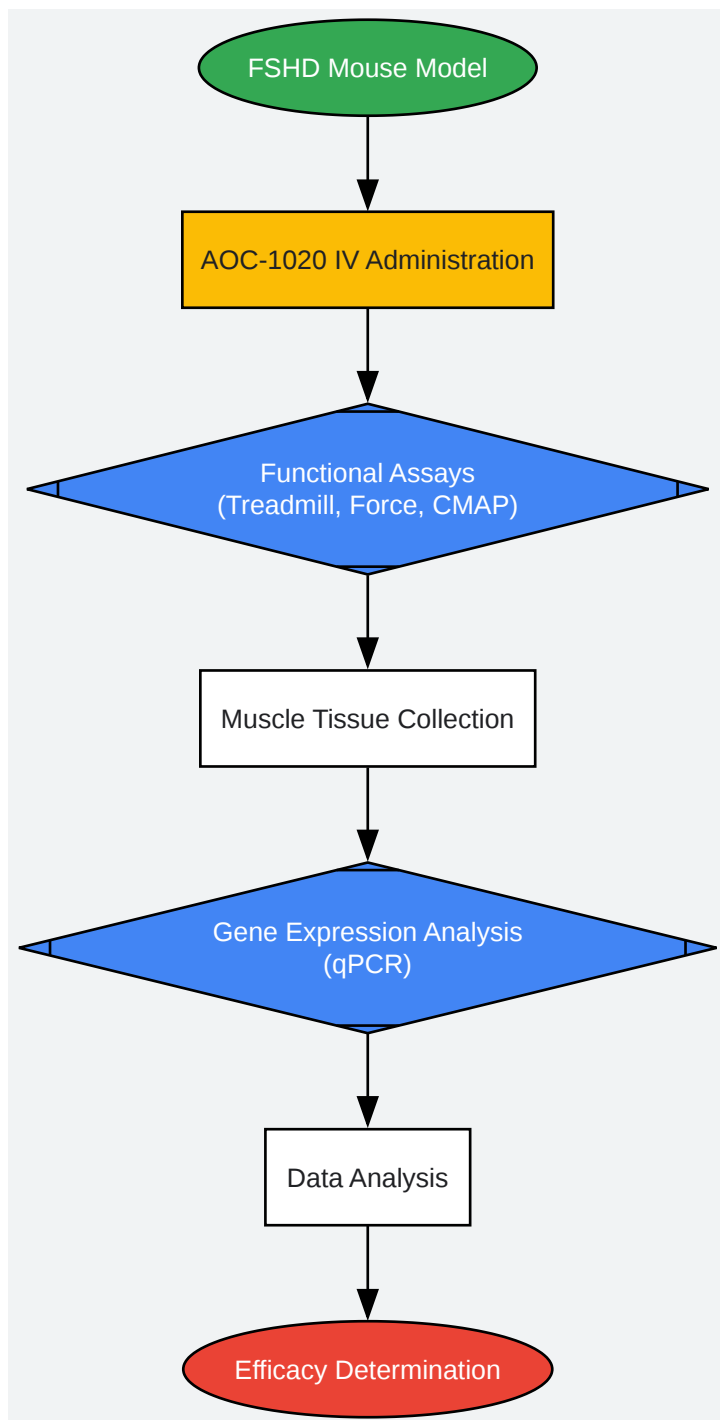 FSHD Mouse Model
AOC-1020 IV Administration
Functional Assays
(Treadmill, Force, CMAP)
Muscle Tissue Collection
Gene Expression Analysis
(qPCR)
Data Analysis
Efficacy Determination